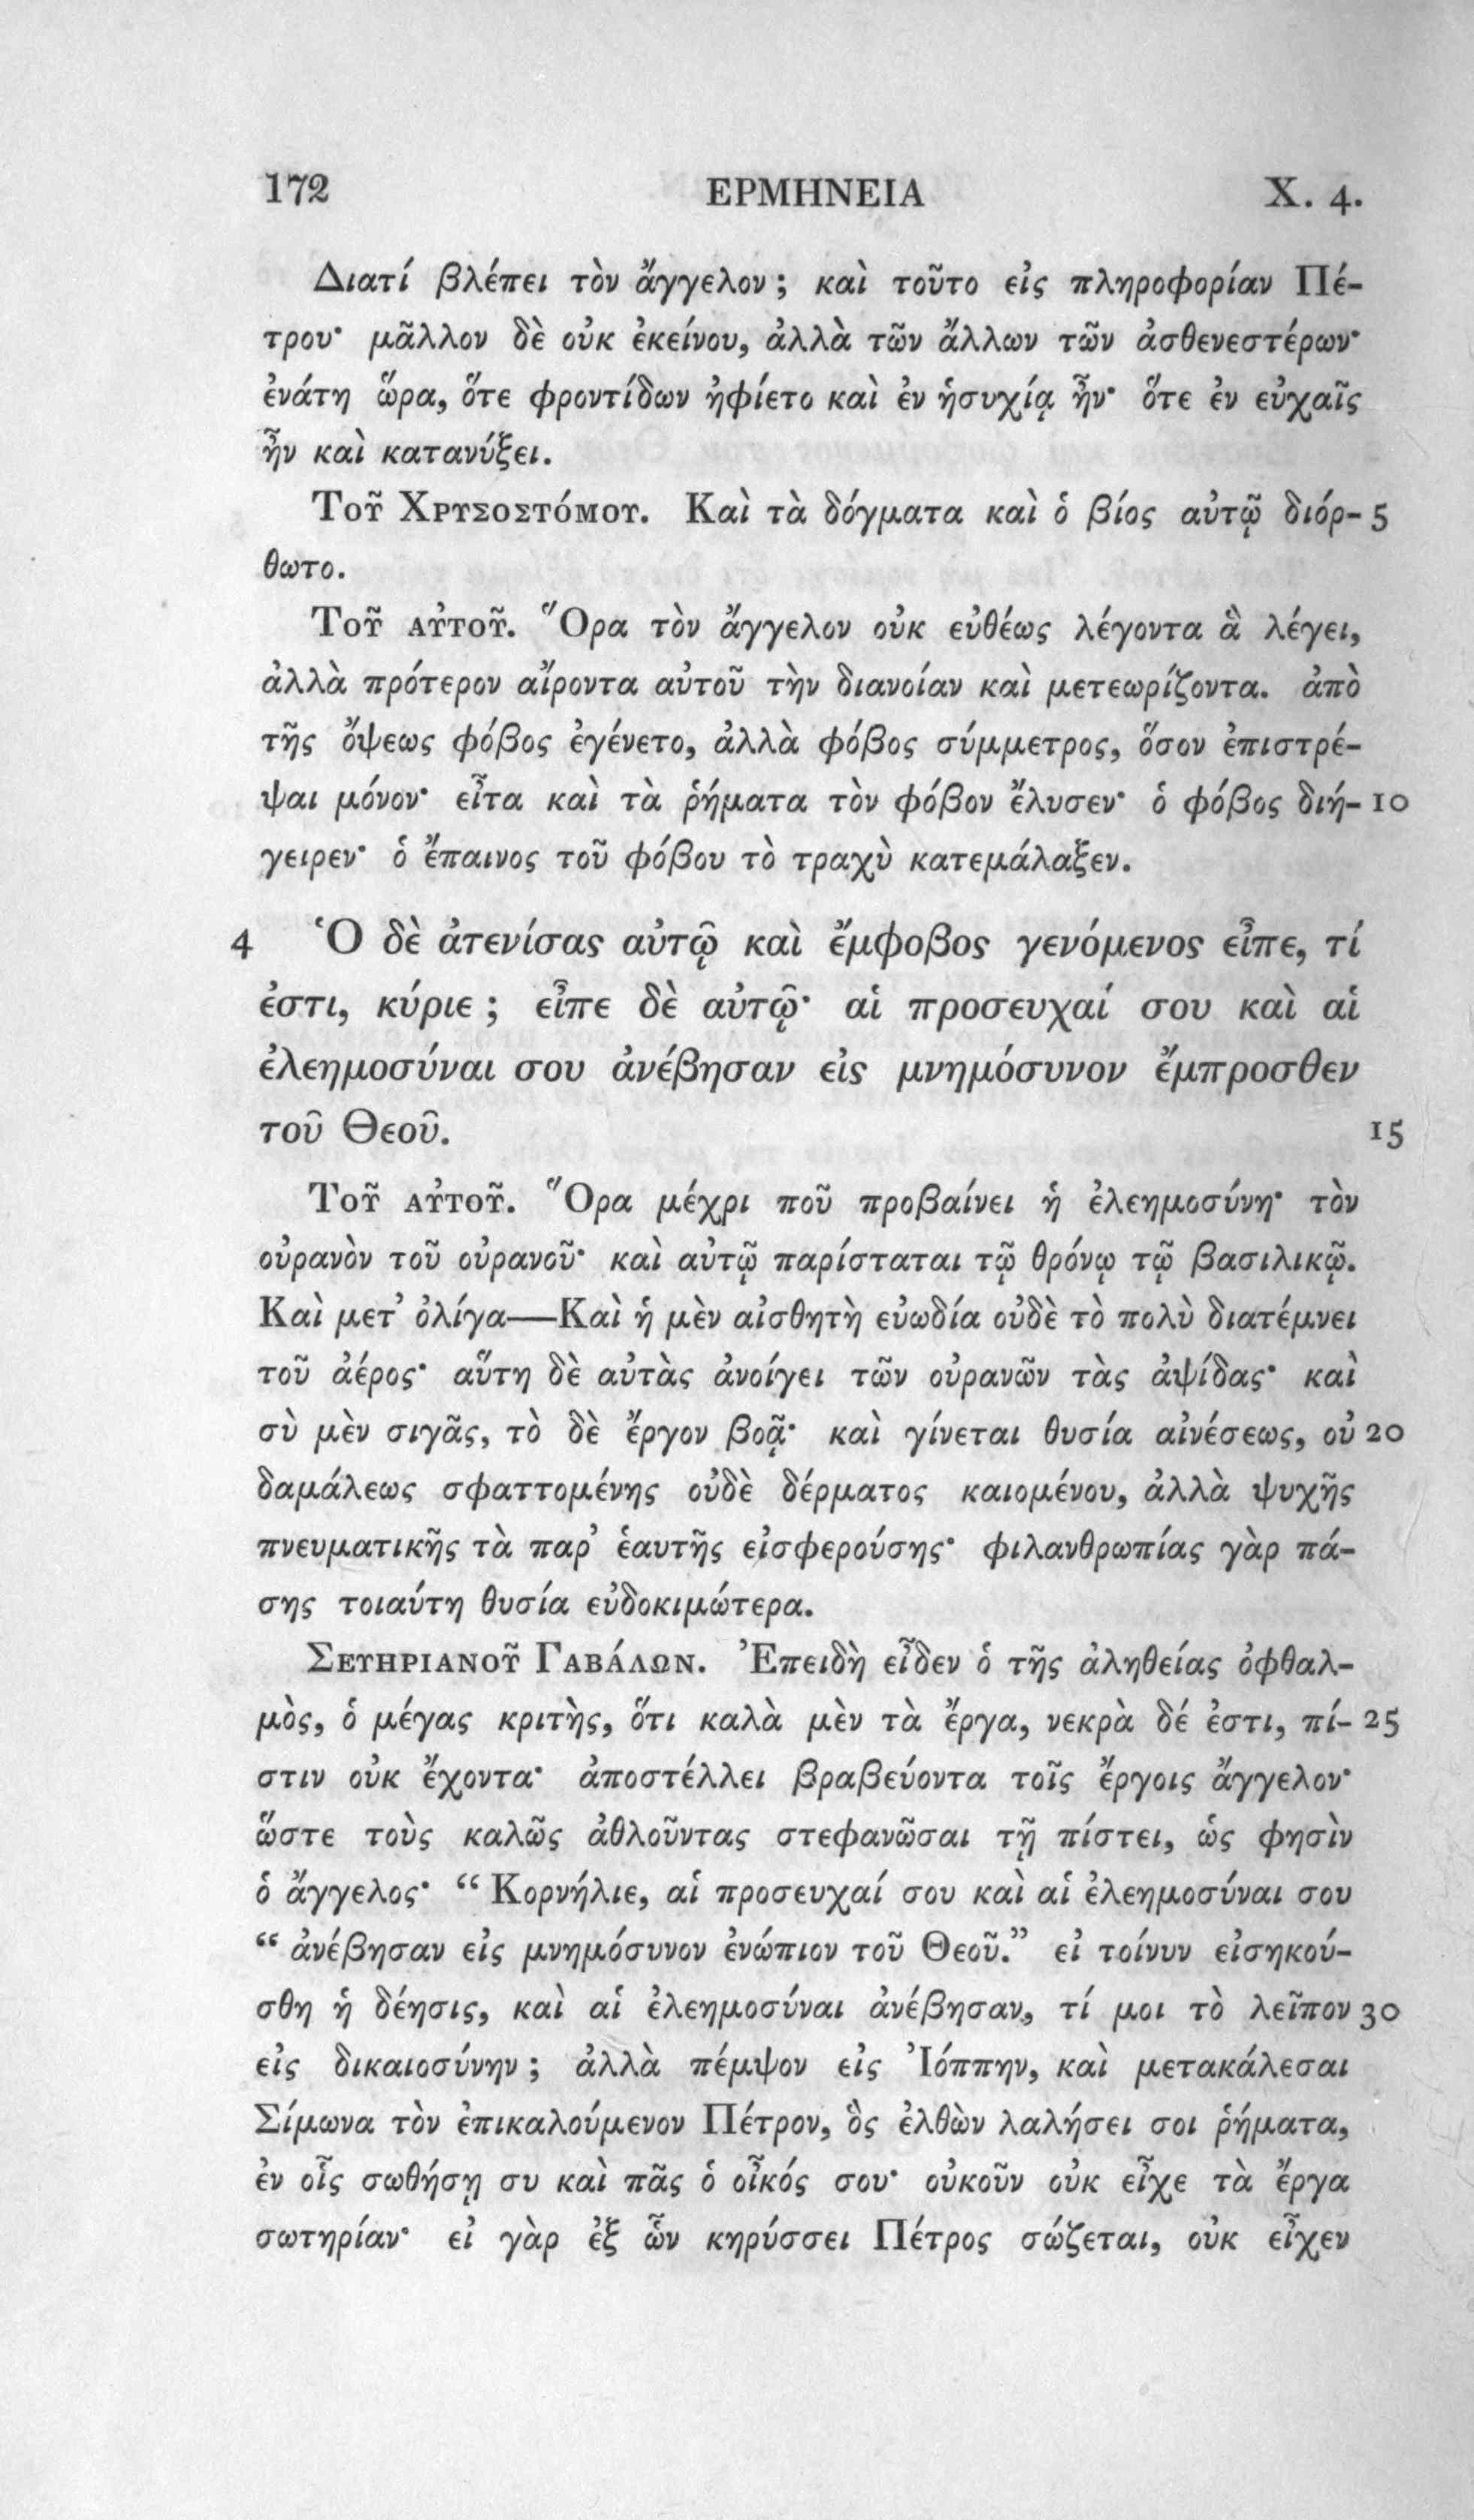 172 ΕΡΜΗΝΕΙΑ X. 4.
Διατί βλέπει τὸν ἄγγελον; καὶ τοῦτο εἰς πληροφορίαν Πέ-
τρου· μᾶλλον δὲ οὐκ ἐκείνου, ἀλλὰ τῶν ἄλλων τῶν ἀσθενεστέρων·
ἐνάτη ὥρα, ὅτε φροντίδων ἠφίετο καὶ ἐν ἡσυχίᾳ ἦν· ὅτε ἐν εὐχαῖς
ἦν καὶ κατανύξει.
Τοῦ Χρυσοστόμου. Καὶ τὰ δόγματα καὶ ὁ βίος αὐτῷ διόρ- 5
θωτο.
Τοῦ αὐτοῦ. Ὅρα τὸν ἄγγελον οὐκ εὐθέως λέγοντα ἃ λέγει,
ἀλλὰ πρότερον αἴροντα αὐτοῦ τὴν διανοίαν καὶ μετεωρίζοντα. ἀπὸ
τῆς ὄψεως φόβος ἐγένετο, ἀλλὰ φόβος σύμμετρος, ὅσον ἐπιστρέ-
ψαι μόνον· εἶτα καὶ τὰ ῥήματα τὸν φόβον ἔλυσεν· ὁ φόβος διή- 10
γειρεν· ὁ ἔπαινος τοῦ φόβου τὸ τραχὺ κατεμάλαξεν.
4 Ὁ δὲ ἀτενίσας αὐτῷ καὶ ἔμφοβος γενόμενος εἶπε, τί
ἐστι, κύριε; εἶπε δὲ αὐτῷ· αἱ προσευχαί σου καὶ αἱ
ἐλεημοσύναι σου ἀνέβησαν εἰς μνημόσυνον ἔμπροσθεν
τοῦ Θεοῦ. 15
Τοῦ αὐτοῦ. Ὅρα μέχρι ποῦ προβαίνει ἡ ἐλεημοσύνη· τὸν
οὐρανὸν τοῦ οὐρανοῦ· καὶ αὐτῷ παρίσταται τῷ θρόνῳ τῷ βασιλικῷ.
Καὶ μετ’ ὀλίγα—Καὶ ἡ μὲν αἰσθητὴ εὐωδία οὐδὲ τὸ πολὺ διατέμνει
τοῦ ἀέρος· αὕτη δὲ αὐτὰς ἀνοίγει τῶν οὐρανῶν τὰς ἀψίδας· καὶ
σὺ μὲν σιγᾶς, τὸ δὲ ἔργον βοᾷ· καὶ γίνεται θυσία αἰνέσεως, οὐ 20
δαμάλεως σφαττομένης οὐδὲ δέρματος καιομένου, ἀλλὰ ψυχῆς
πνευματικῆς τὰ παρ’ ἑαυτῆς εἰσφερούσης· φιλανθρωπίας γὰρ πά-
σης τοιαύτη θυσία εὐδοκιμώτερα.
Σευηριανοῦ Γαβάλων. Ἐπειδὴ εἶδεν ὁ τῆς ἀληθείας ὀφθαλ-
μὸς, ὁ μέγας κριτὴς, ὅτι καλὰ μὲν τὰ ἔργα, νεκρὰ δέ ἐστι, πί- 25
στιν οὐκ ἔχοντα· ἀποστέλλει βραβεύοντα τοῖς ἔργοις ἄγγελον·
ὥστε τοὺς καλῶς ἀθλοῦντας στεφανῶσαι τῇ πίστει, ὡς φησὶν
ὁ ἄγγελος· “ Κορνήλιε, αἱ προσευχαί σου καὶ αἱ ἐλεημοσύναι σου
“ ἀνέβησαν εἰς μνημόσυνον ἐνώπιον τοῦ Θεοῦ.” εἰ τοίνυν εἰσηκού-
σθη ἡ δέησις, καὶ αἱ ἐλεημοσύναι ἀνέβησαν, τί μοι τὸ λεῖπον 30
εἰς δικαιοσύνην; ἀλλὰ πέμψον εἰς Ἰόππην, καὶ μετακάλεσαι
Σίμωνα τὸν ἐπικαλούμενον Πέτρον, ὃς ἐλθὼν λαλήσει σοι ῥήματα,
ἐν οἷς σωθήσῃ συ καὶ πᾶς ὁ οἶκός σου· οὐκοῦν οὐκ εἶχε τὰ ἔργα
σωτηρίαν· εἰ γὰρ ἐξ ὧν κηρύσσει Πέτρος σώζεται, οὐκ εἶχεν